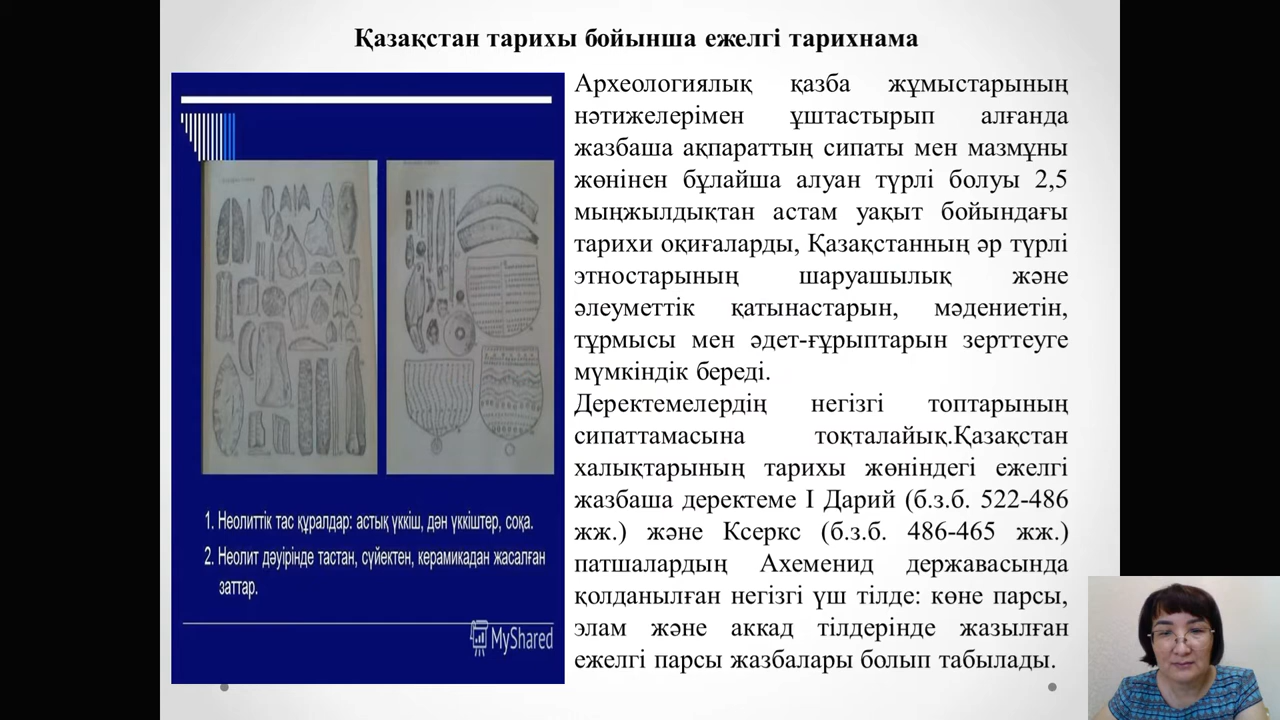 Қазақстан тарихы бойынша ежелгі тарихнама
Археологиялық қазба жұмыстарының
нәтижелерімен ұштастырып алғанда
жазбаша ақпараттың сипаты мен мазмұны
жөнінен бұлайша алуан түрлі болуы 2,5
мыңжылдықтан астам уақыт бойындағы
тарихи оқиғаларды, Қазақстанның әр түрлі
этностарының шаруашылық және
әлеуметтік қатынастарын, мәдениетін,
тұрмысы мен әдет-ғұрыптарын зерттеуге
мүмкіндік береді.
Деректемелердің негізгі топтарының
сипаттамасына тоқталайық.Қазақстан
халықтарының тарихы жөніндегі ежелгі
жазбаша деректеме І Дарий (б.з.б. 522-486
жж.) және Ксеркс (б.з.б. 486-465 жж.)
патшалардың Ахеменид державасында
қолданылған негізгі үш тілде: көне парсы,
элам және аккад тілдерінде жазылған
ежелгі парсы жазбалары болып табылады.
1. Неолиттік тас құралдар: астық үккіш, дән үккіштер, соқа.
2. Неолит дәуірінде тастан, сүйектен, керамикадан жасалған
заттар.
MyShared